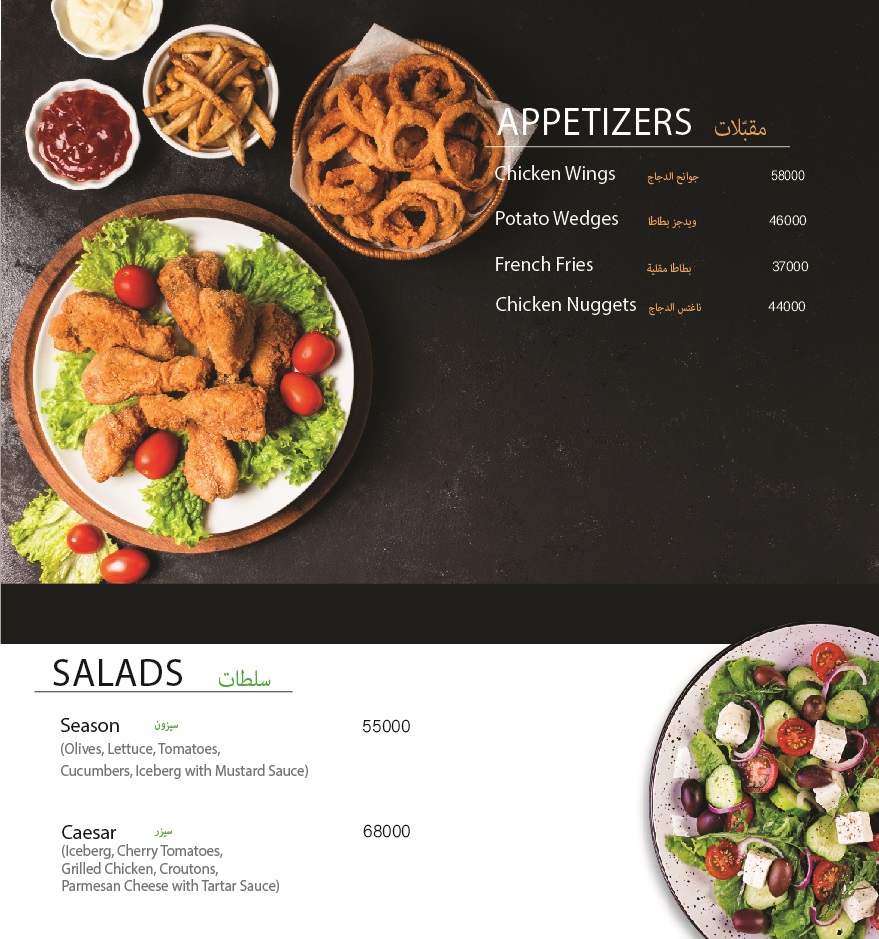 APPETIZERS مقبّلات
Chicken Wings جوانح الدجاج 58000
Potato Wedges ويدجز بطاطا 46000
French Fries بطاطا مقلية 37000
Chicken Nuggets ناغتس الدجاج 44000
SALADS سلطات
Season سيزون 55000
(Olives, Lettuce, Tomatoes,
Cucumbers, Iceberg with Mustard Sauce)
Caesar سيزر 68000
(Iceberg, Cherry Tomatoes,
Grilled Chicken, Croutons,
Parmesan Cheese with Tartar Sauce)